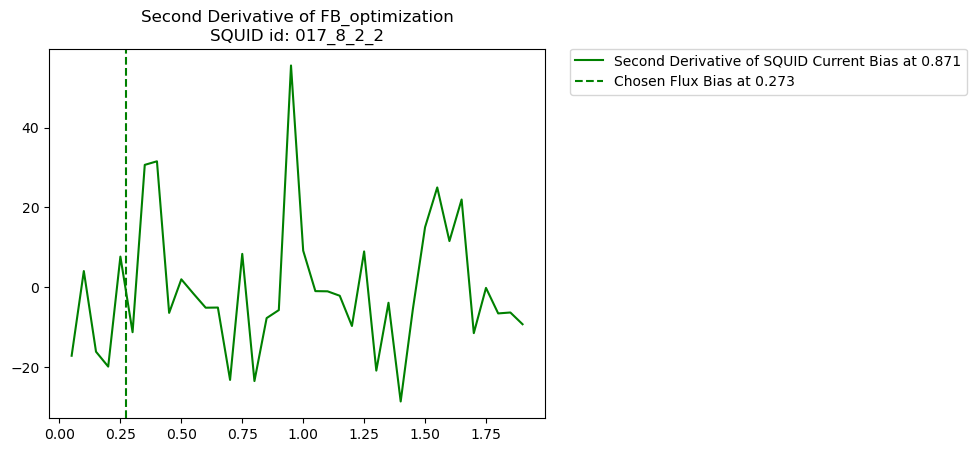 Second Derivative of FB_optimization
SQUID id: 017_8_2_2
Second Derivative of SQUID Current Bias at 0.871
Chosen Flux Bias at 0.273
40
20
0
−20
0.00 0.25 0.50 0.75 1.00 1.25 1.50 1.75